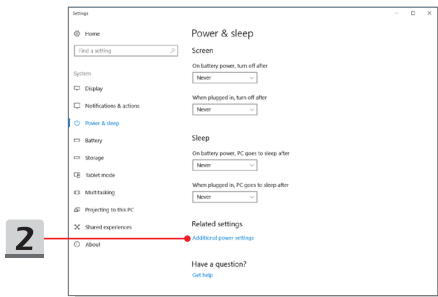 Settings
Home
Find a setting
System
Display
Notifications & actions
Power & sleep
Battery
Storage
Tablet mode
Multitasking
Projecting to this PC
Shared experiences
About
Power & sleep
Screen
On battery power, turn off after
Never
When plugged in, turn off after
Never
Sleep
On battery power, PC goes to sleep after
Never
When plugged in, PC goes to sleep after
Never
Related settings
Additional power settings
Have a question?
Get help
2